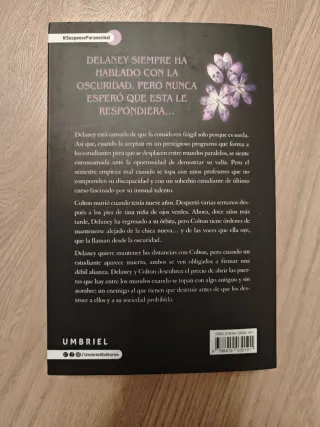 #SuspenseParanormal
DELANEY SIEMPRE HA
HABLADO CON LA
OSCURIDAD. PERO NUNCA
ESPERÓ QUE ESTA LE
RESPONDIERA...
Delaney está cansada de que la consideren frágil solo porque es sorda.
Así que, cuando la aceptan en un prestigioso programa que forma a
los estudiantes para que se desplacen entre mundos paralelos, se siente
entusiasmada ante la oportunidad de demostrar su valía. Pero el
semestre empieza mal cuando se topa con unos profesores que no
comprenden su discapacidad y con un soberbio estudiante de último
curso fascinado por su inusual talento.
Colton murió cuando tenía nueve años. Despertó varias semanas
después a los pies de una niña de ojos verdes. Ahora, doce años más
tarde, Delaney ha regresado a su órbita, pero Colton tiene órdenes de
mantenerse alejado de la chica nueva... y de las voces que ella oye,
que la llaman desde la oscuridad.
Delaney quiere mantener las distancias con Colton, pero cuando un
estudiante aparece muerto, ambos se ven obligados a firmar una
débil alianza. Delaney y Colton descubren el precio de abrir las puer-
tas que hay entre los mundos cuando se topan con algo antiguo y sin
nombre: un enemigo al que tienen que destruir antes de que los des-
troce a ellos y a su sociedad prohibida.
UMBRIEL
/UmbrielEditores